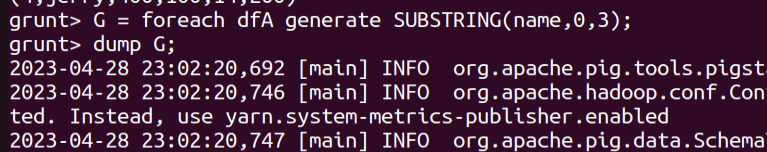 grunt> G = foreach dfA generate SUBSTRING(name,0,3);
grunt> dump G;
2023-04-28 23:02:20,692 [main] INFO  org.apache.pig.tools.pigsta
2023-04-28 23:02:20,746 [main] INFO  org.apache.hadoop.conf.Con
ted. Instead, use yarn.system-metrics-publisher.enabled
2023-04-28 23:02:20,747 [main] INFO  org.apache.pig.data.Schema